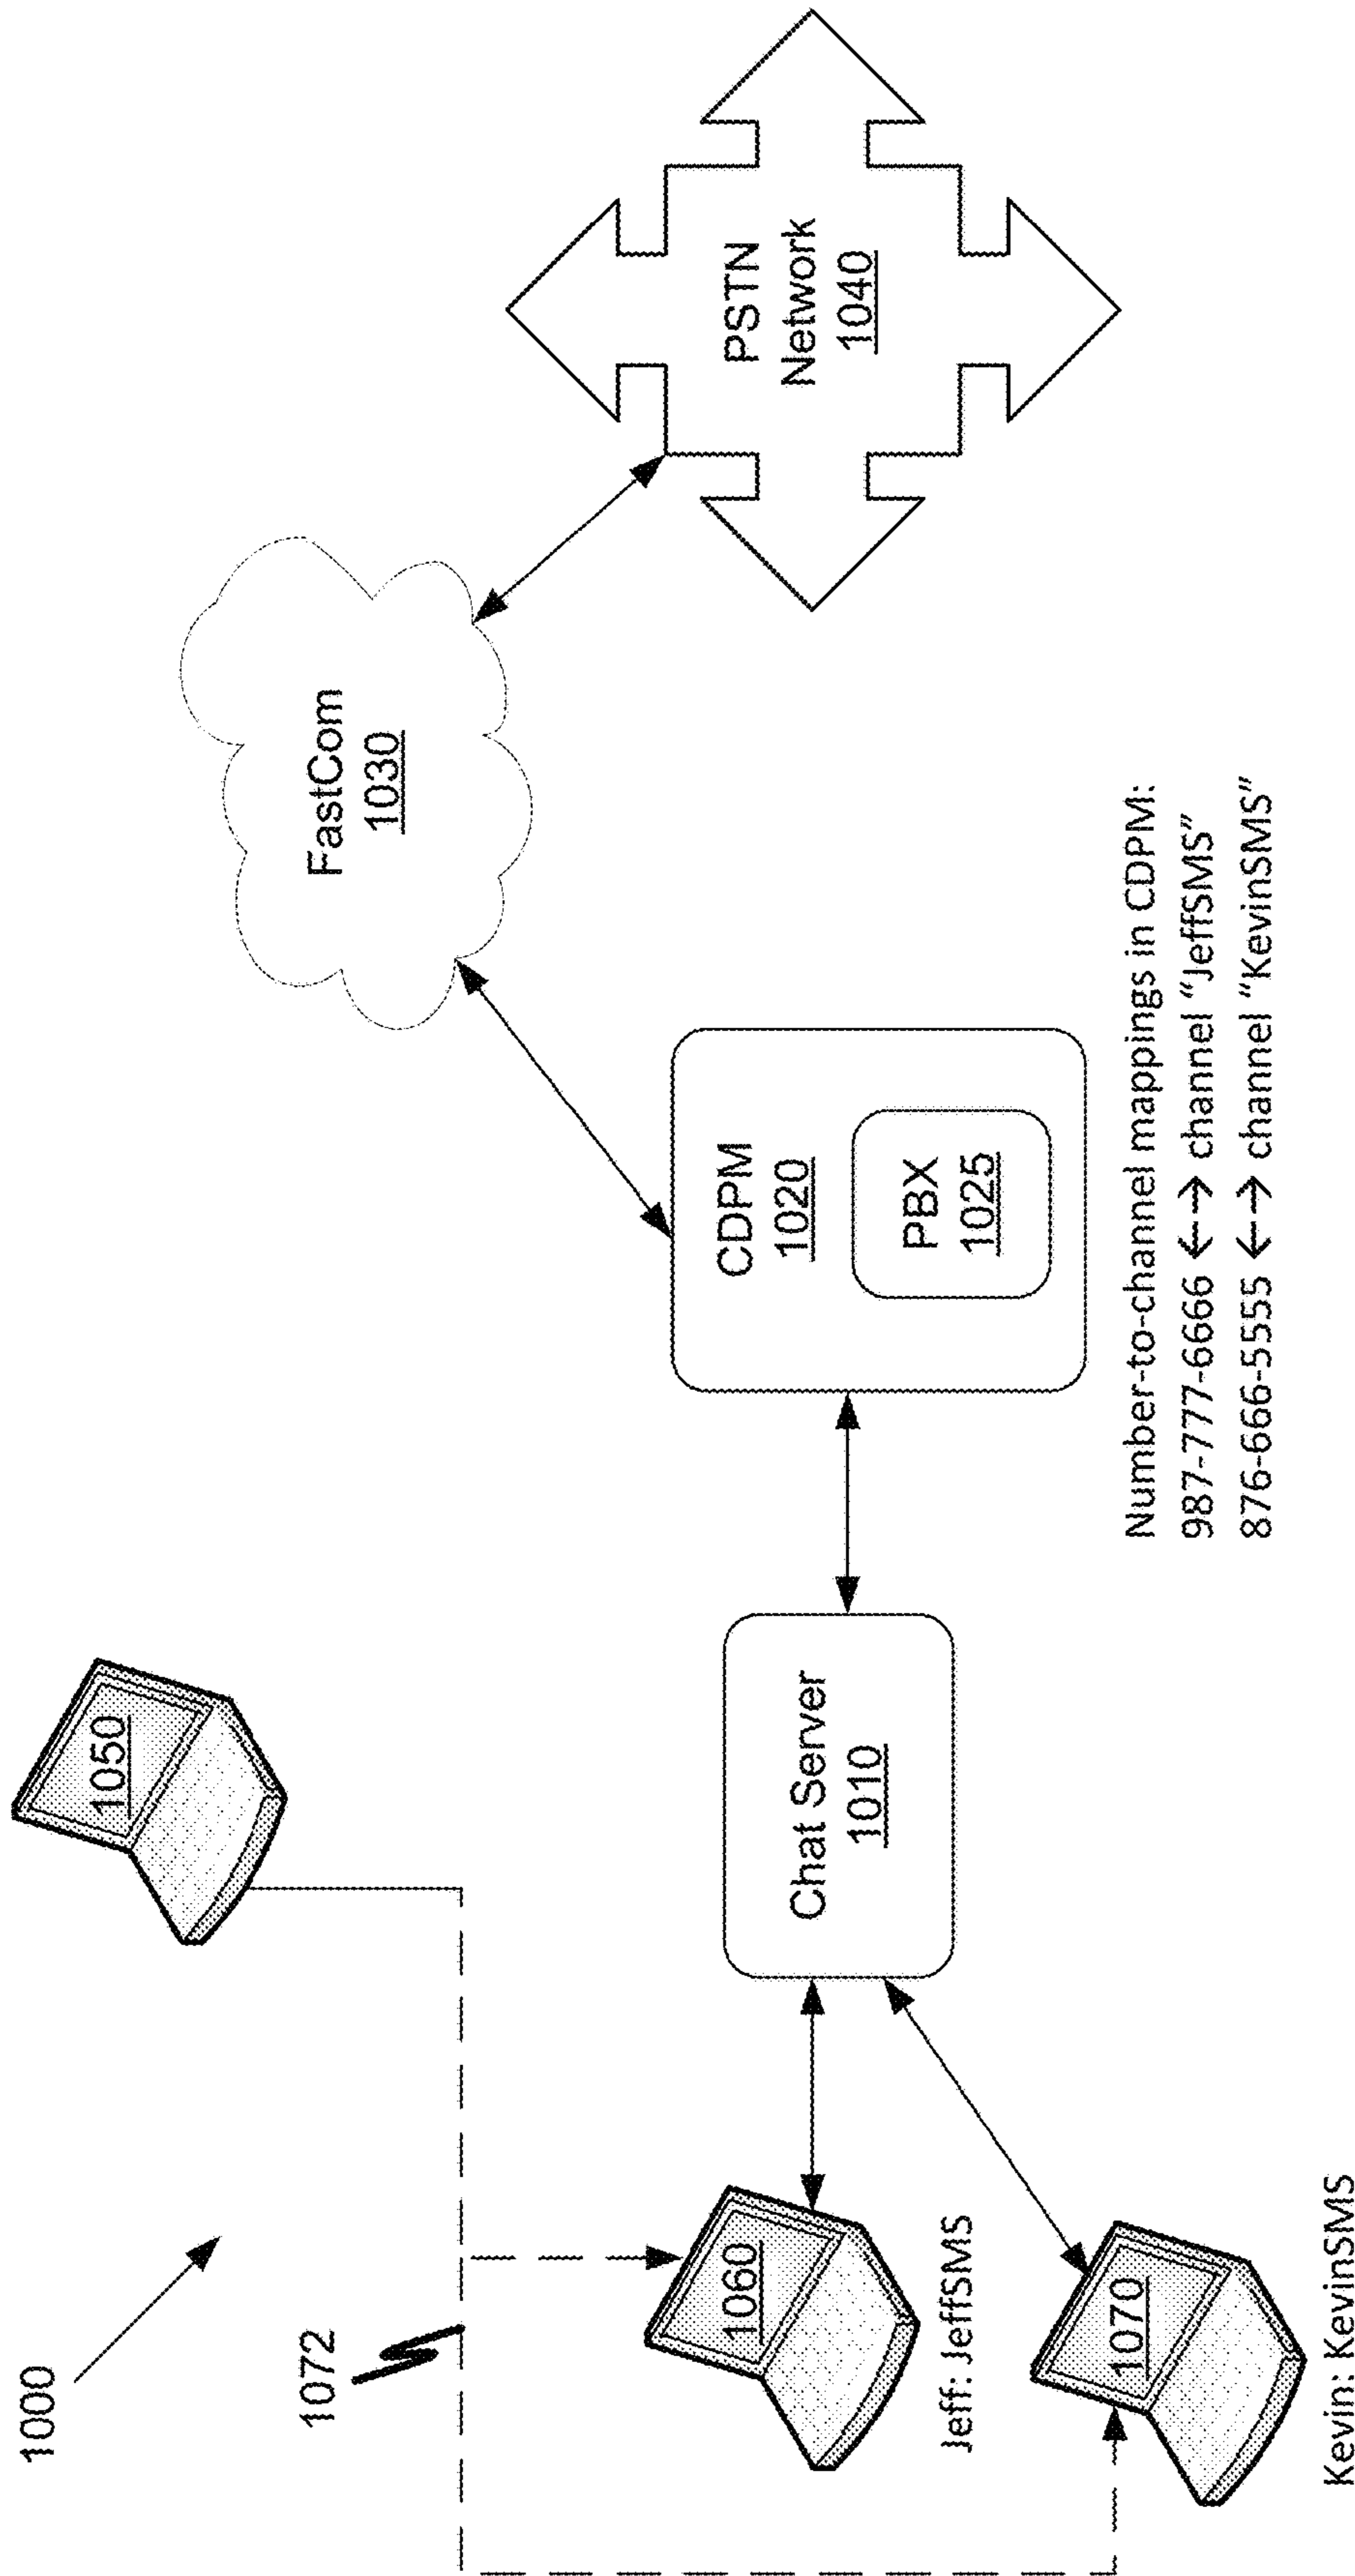 1000
1072
1050
FastCom
1030
PSTN
Network
1040
CDPM
1020
PBX
1025
Chat Server
1010
1060
Jeff: JeffSMS
1070
Kevin: KevinSMS
Number-to-channel mappings in CDPM:
987-777-6666 ←→ channel “JeffSMS”
876-666-5555 ←→ channel “KevinSMS”